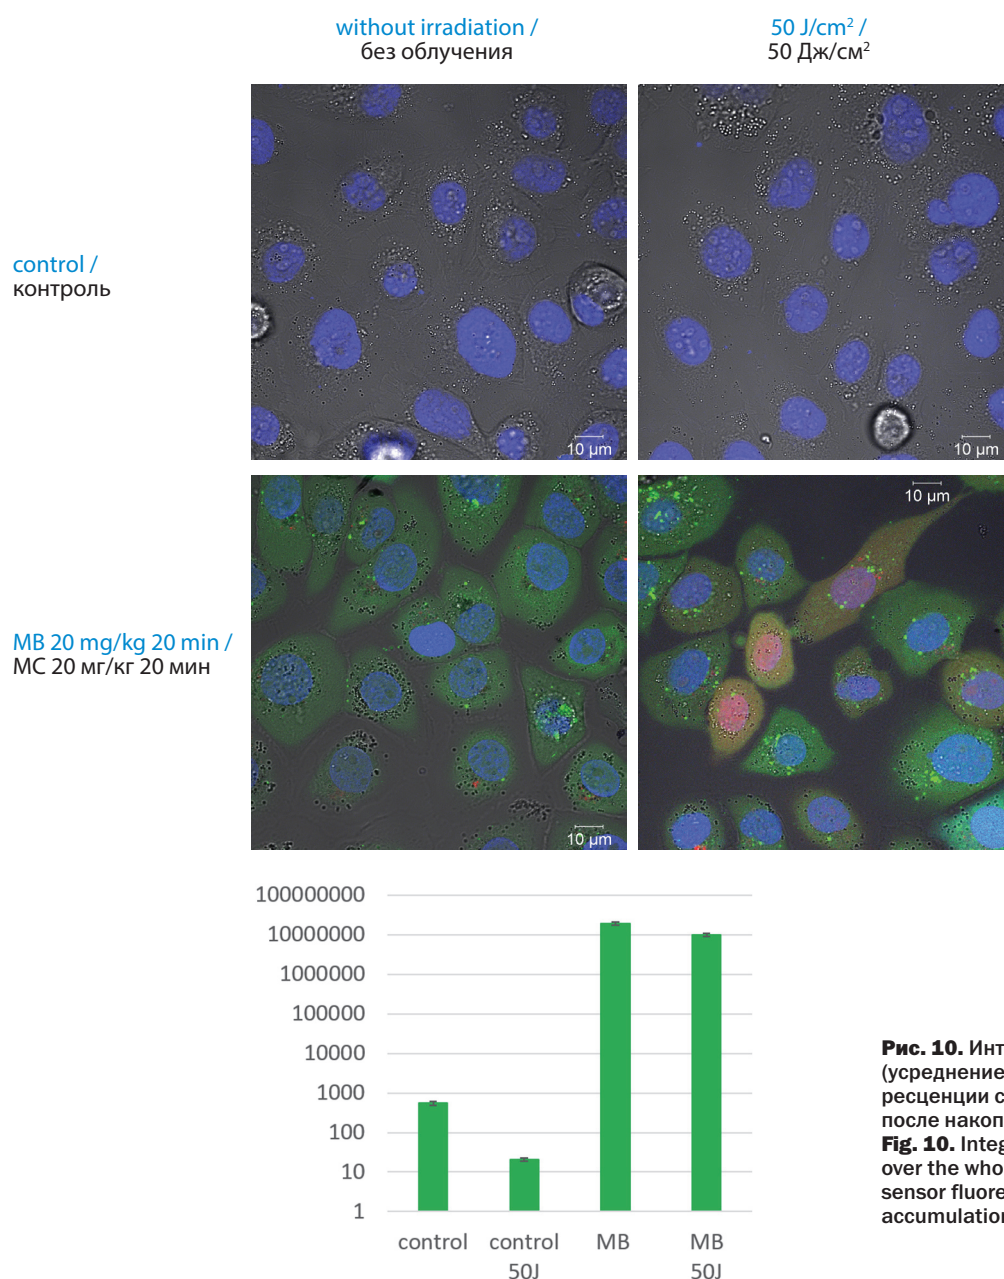 without irradiation /
без облучения
50 J/cm²  /
50 Дж/см²
control /
контроль
10 µm
10 µm
MB 20 mg/kg 20 min /
МС 20 мг/кг 20 мин
10 µm
10 µm
100000000
10000000
1000000
100000
10000
1000
100
10
1
control
control
50J
MB
MB
50J
Рис. 10. Инт
(усреднение
ресценции с
после накоп
Fig. 10. Integ
over the who
sensor fluore
accumulation